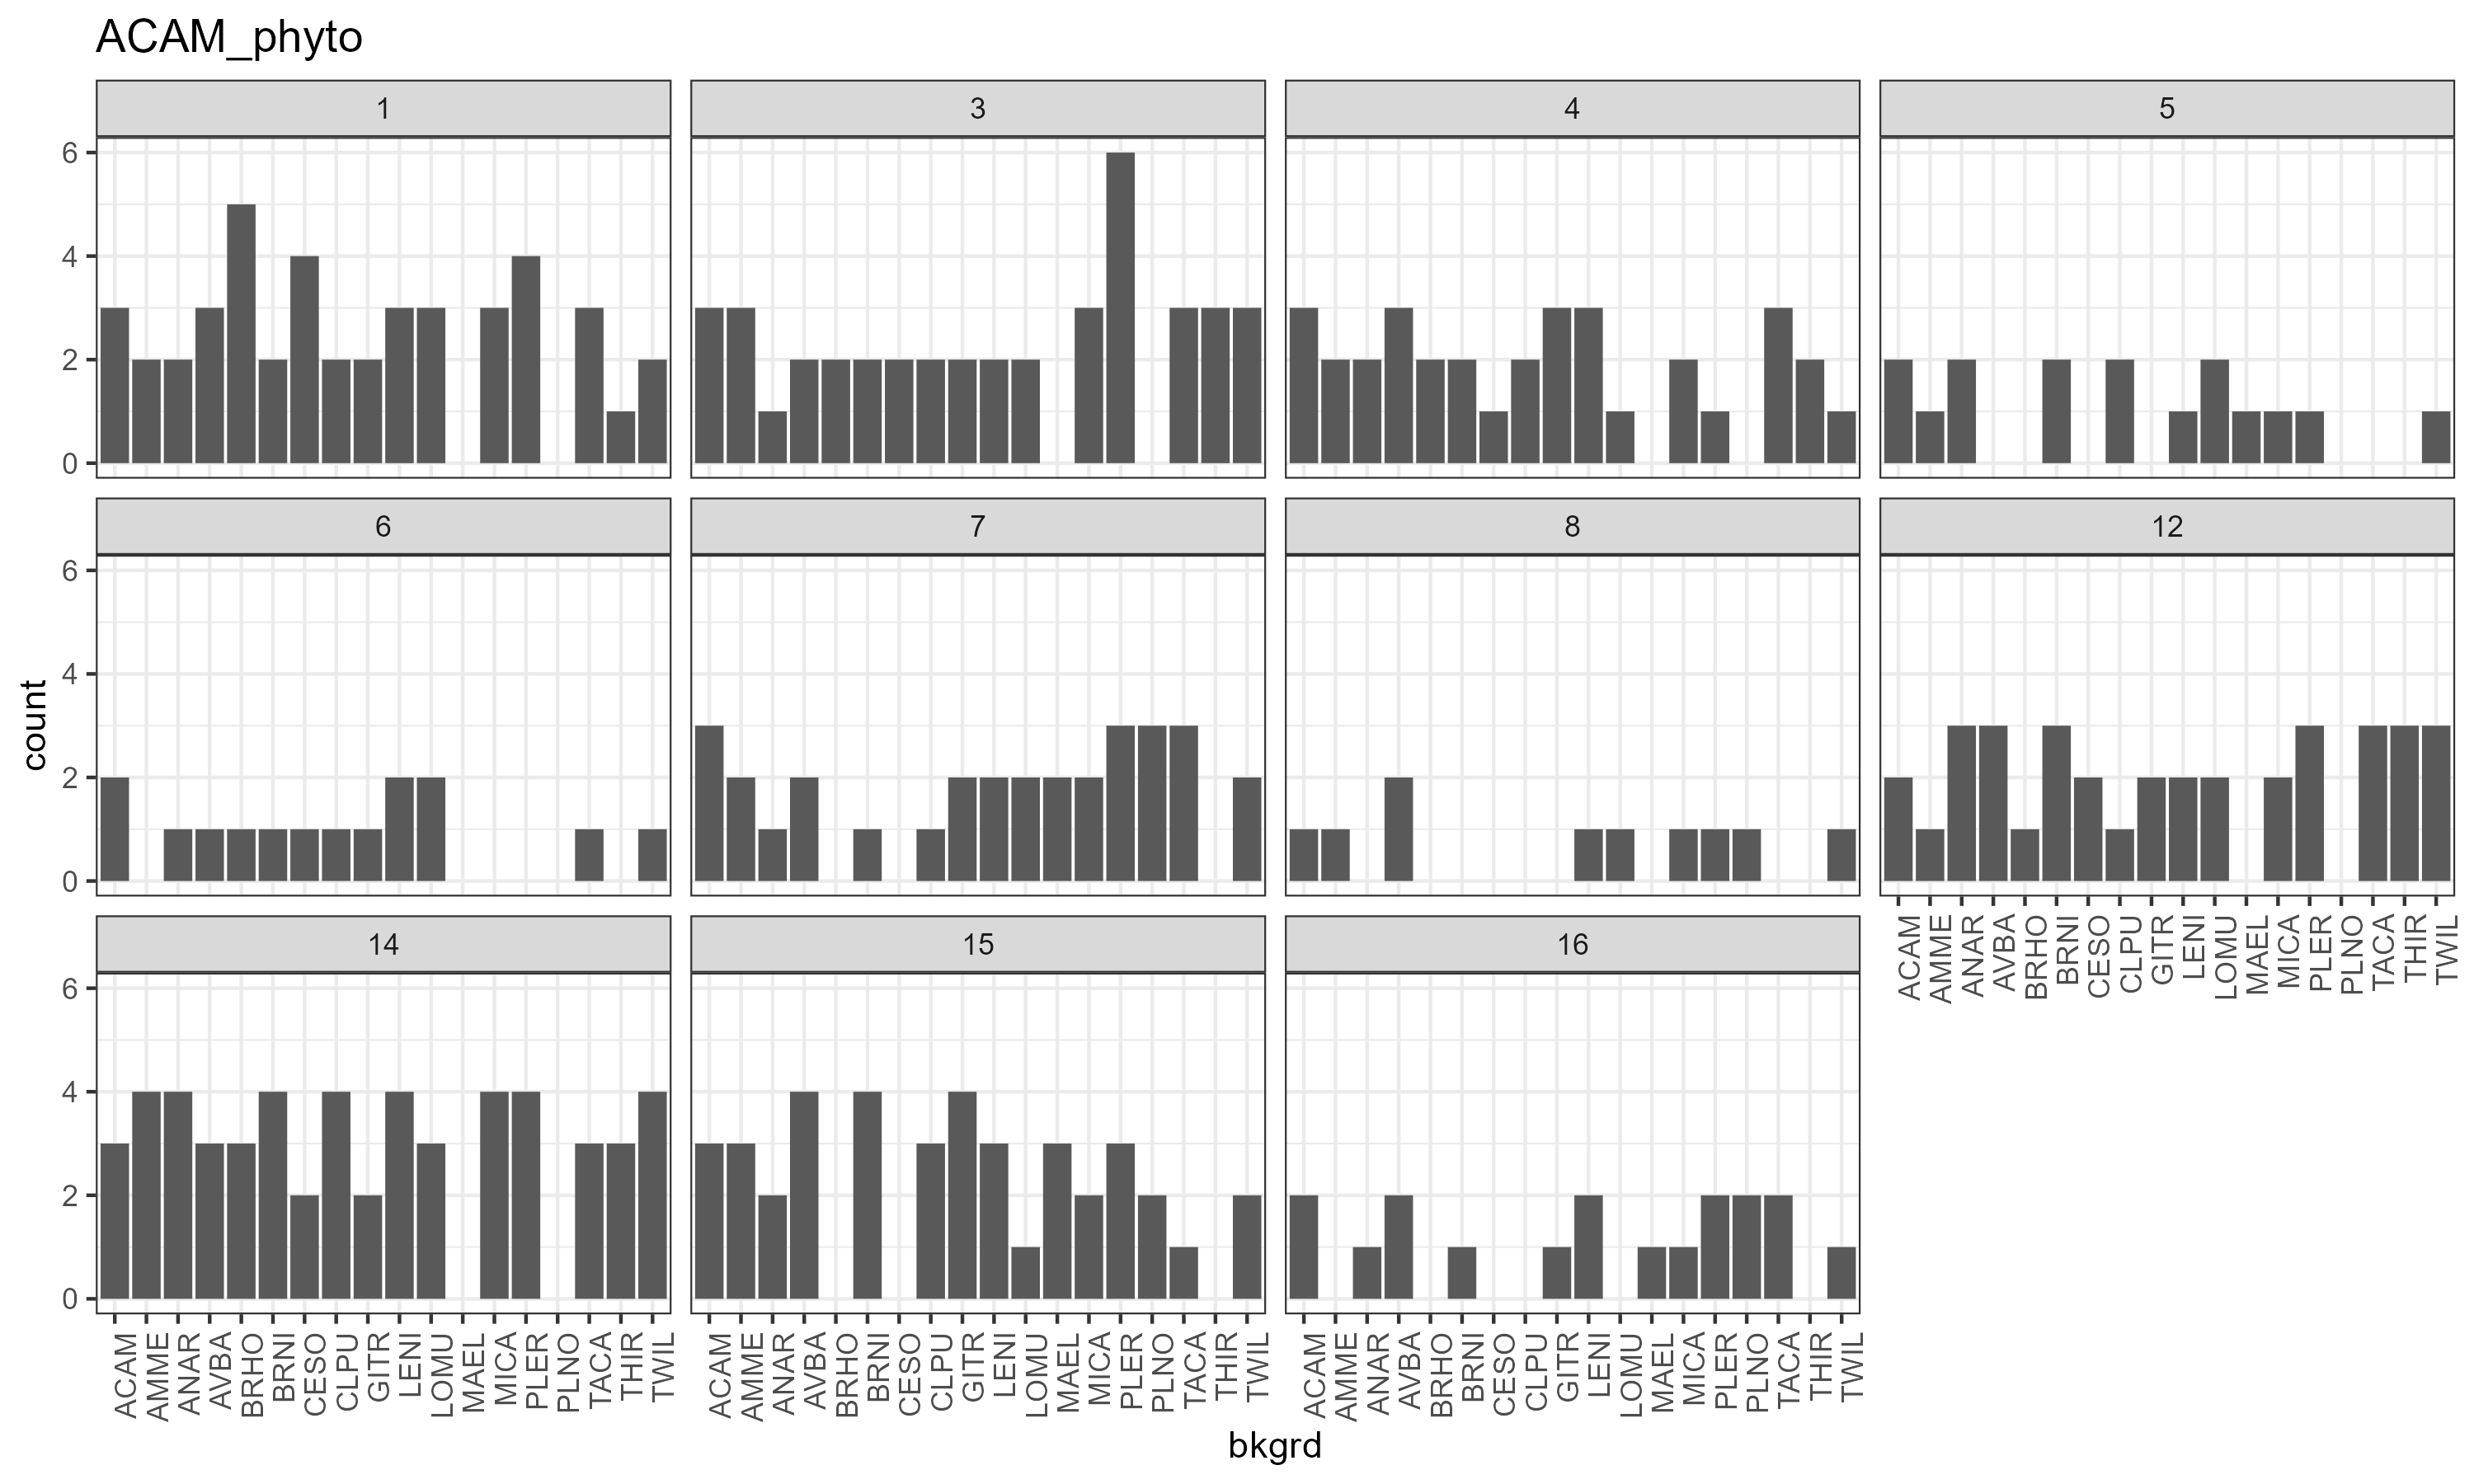 ACAM_phyto
1 3 4 5
6
4
2
0
6 7 8 12
6
4
2
0
count
ACAM AMME ANAR AVBA BRHO BRNI CESO CLPU GITR LENI LOMU MAEL MICA PLER PLNO TACA THIR TWIL
14 15 16
6
4
2
0
ACAM AMME ANAR AVBA BRHO BRNI CESO CLPU GITR LENI LOMU MAEL MICA PLER PLNO TACA THIR TWIL
ACAM AMME ANAR AVBA BRHO BRNI CESO CLPU GITR LENI LOMU MAEL MICA PLER PLNO TACA THIR TWIL
ACAM AMME ANAR AVBA BRHO BRNI CESO CLPU GITR LENI LOMU MAEL MICA PLER PLNO TACA THIR TWIL
bkgrd